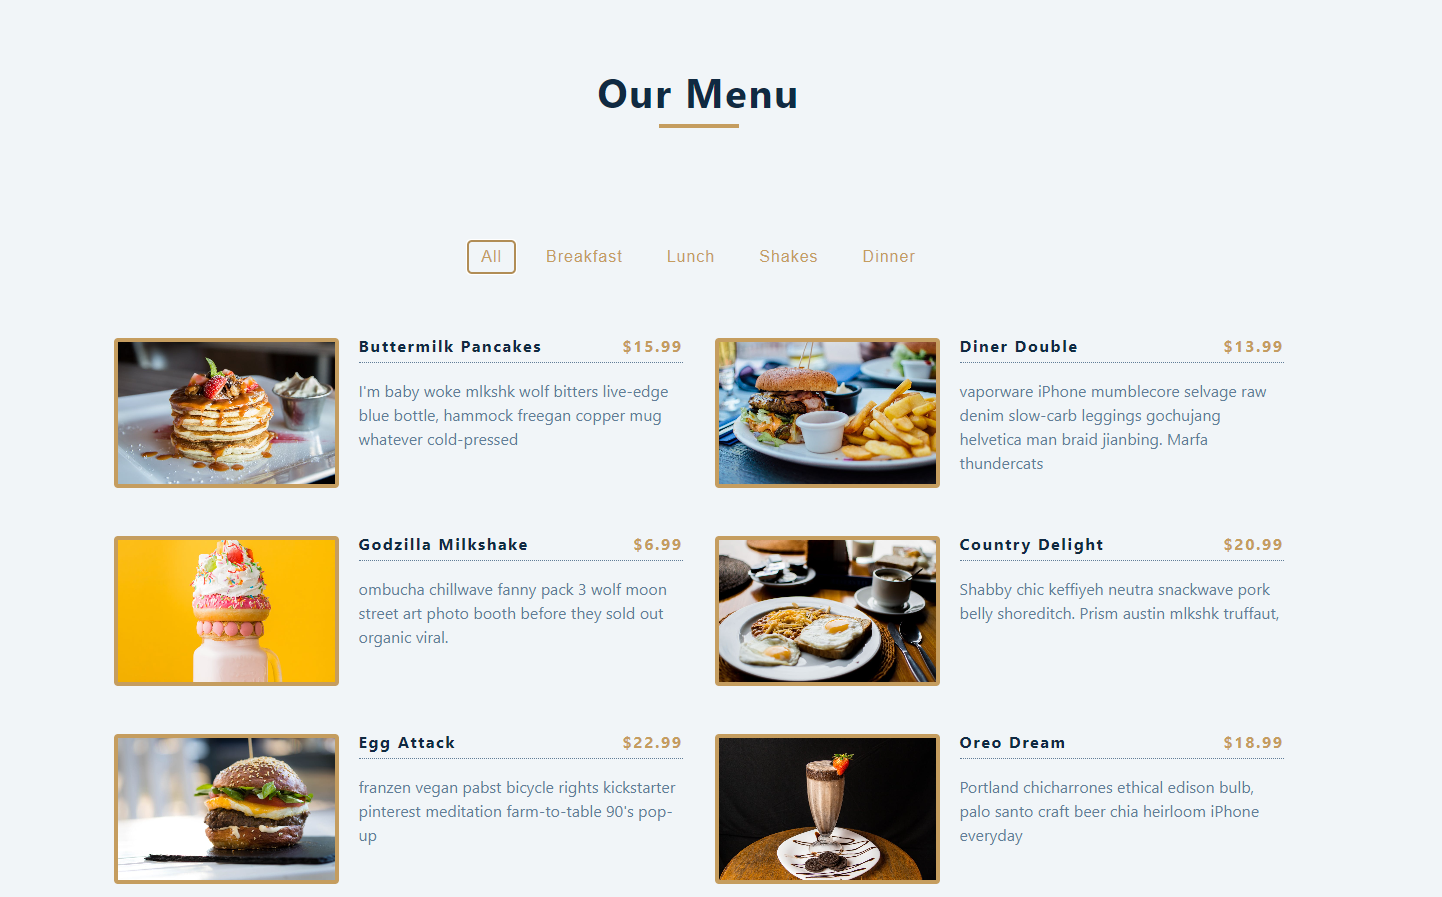 Our Menu
All Breakfast Lunch Shakes Dinner
Buttermilk Pancakes $15.99
I'm baby woke mlkshk wolf bitters live-edge
blue bottle, hammock freegan copper mug
whatever cold-pressed
Diner Double $13.99
vaporware iPhone mumblecore selvage raw
denim slow-carb leggings gochujang
helvetica man braid jianbing. Marfa
thundercats
Godzilla Milkshake $6.99
ombucha chillwave fanny pack 3 wolf moon
street art photo booth before they sold out
organic viral.
Country Delight $20.99
Shabby chic keffiyeh neutra snackwave pork
belly shoreditch. Prism austin mlkshk truffaut,
Egg Attack $22.99
franzen vegan pabst bicycle rights kickstarter
pinterest meditation farm-to-table 90's pop-
up
Oreo Dream $18.99
Portland chicharrones ethical edison bulb,
palo santo craft beer chia heirloom iPhone
everyday